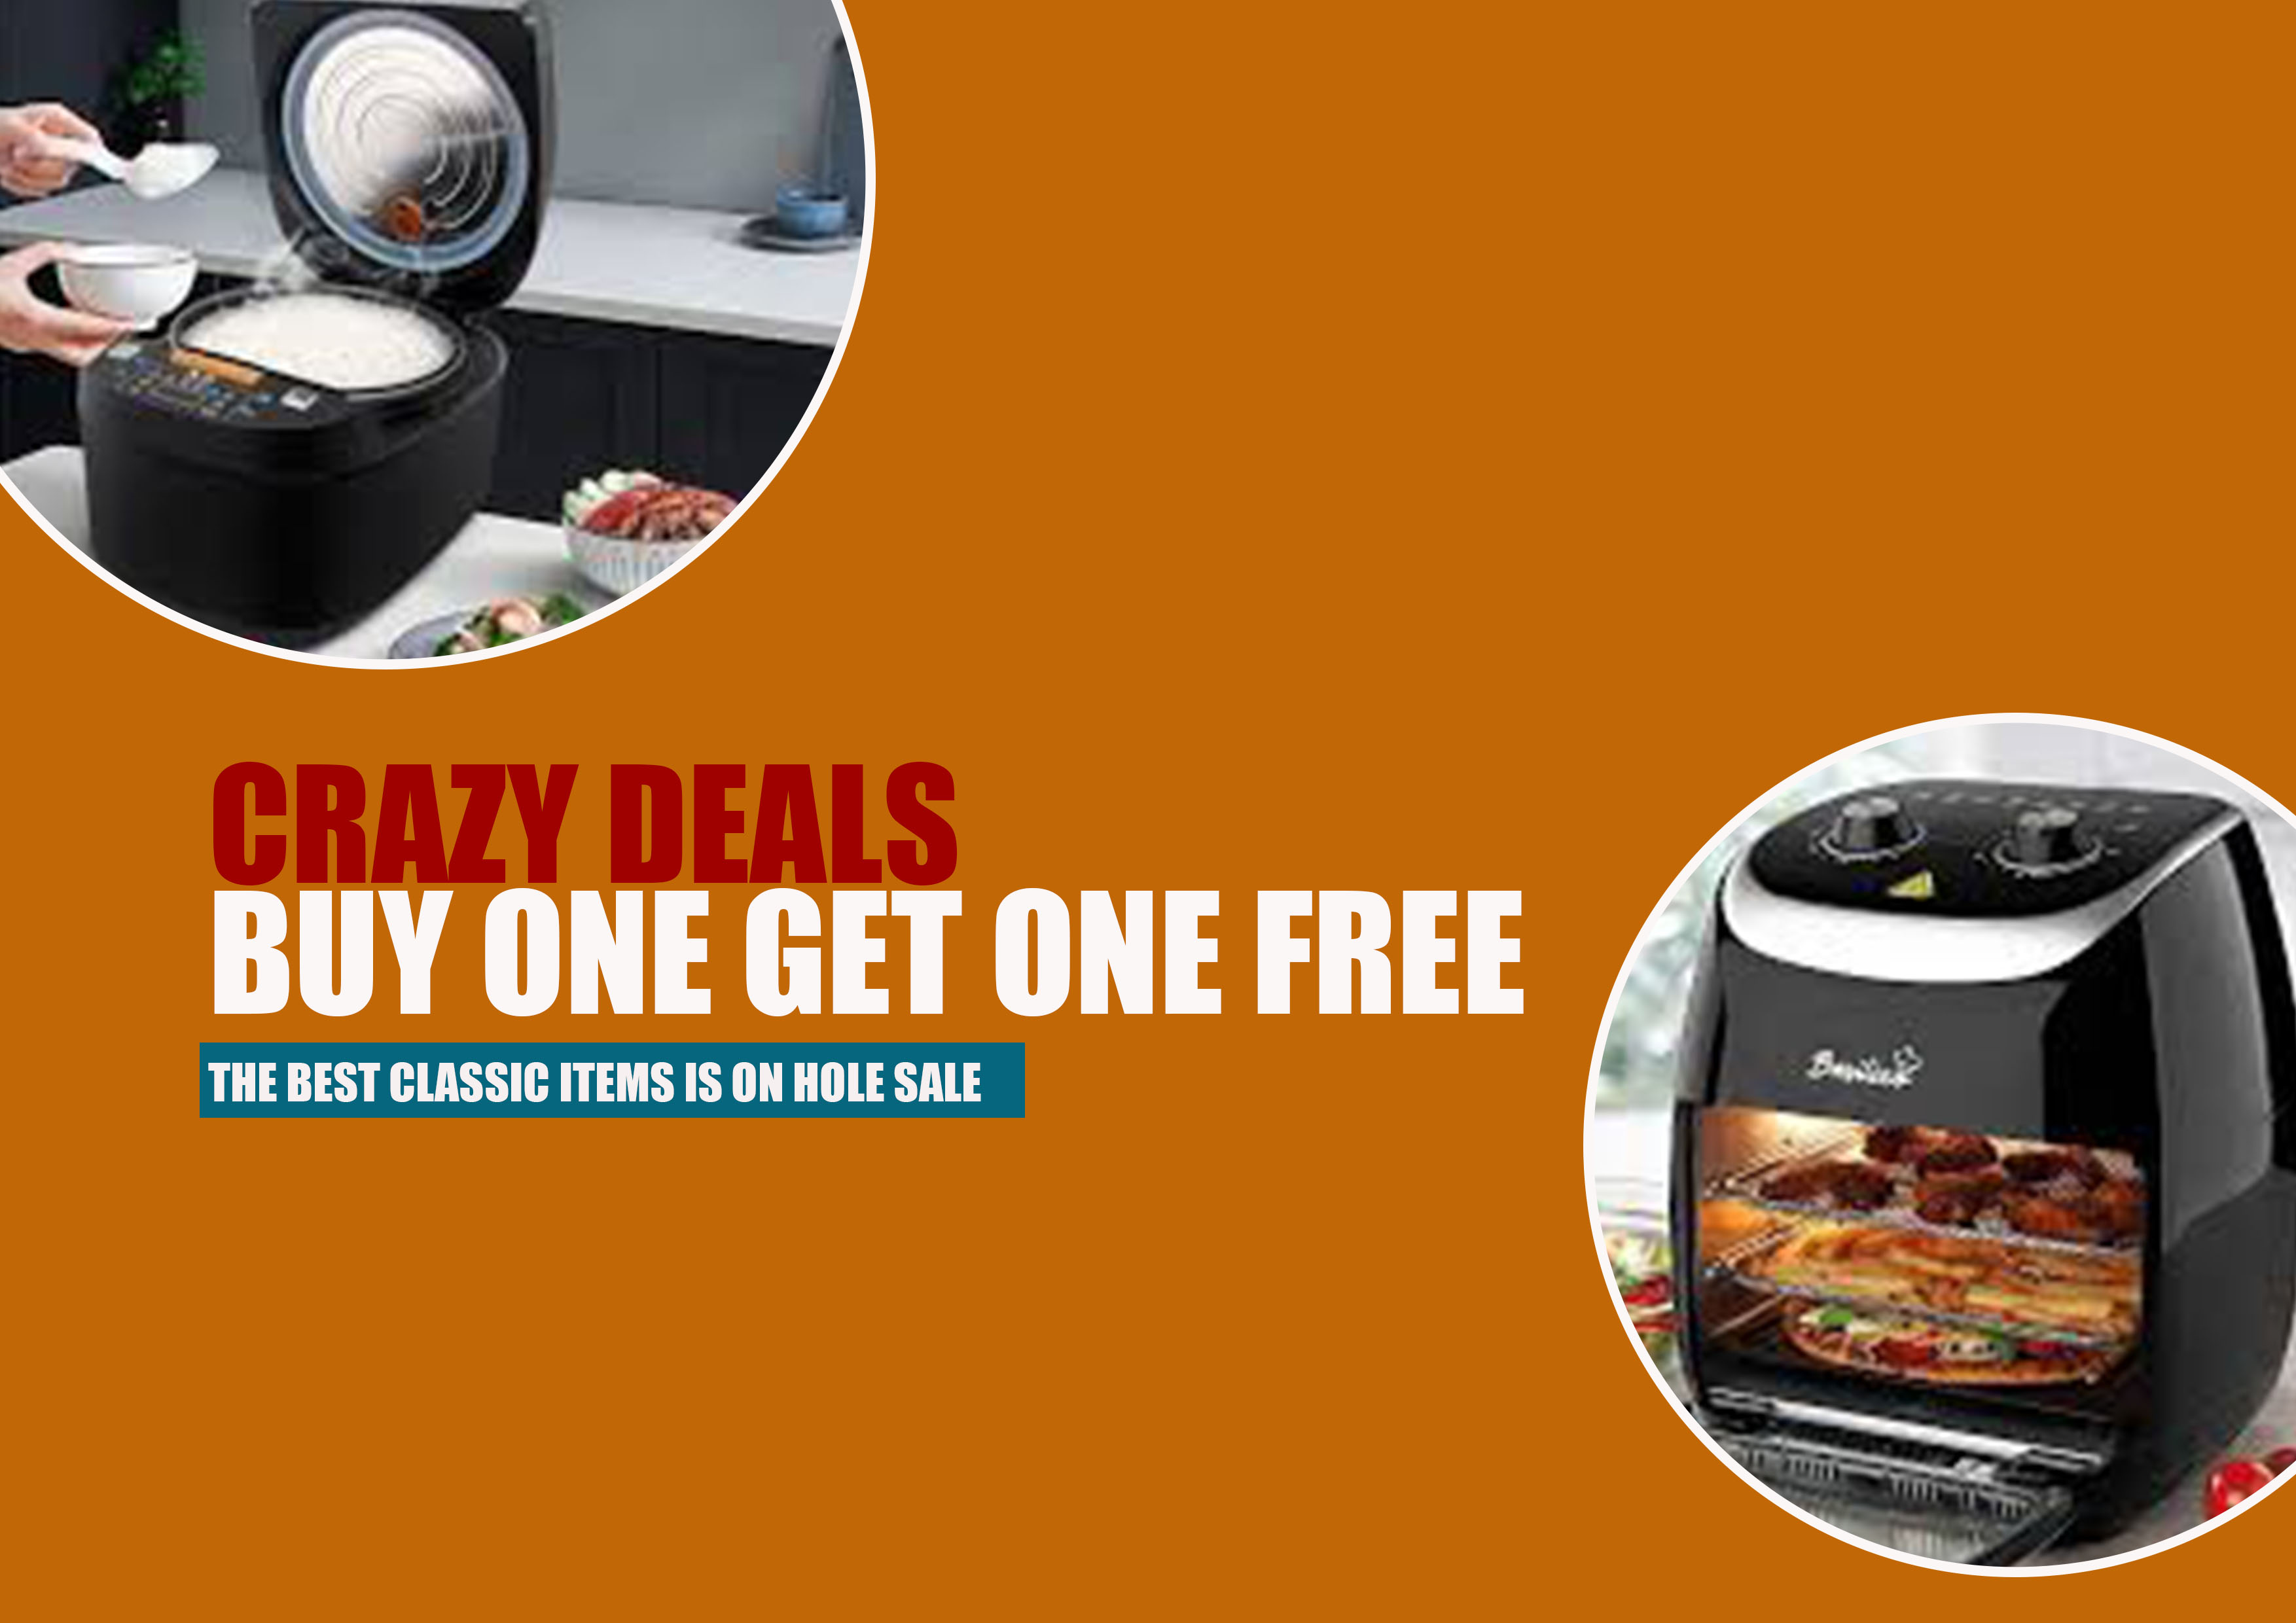 CRAZY DEALS
BUY ONE GET ONE FREE
THE BEST CLASSIC ITEMS IS ON HOLE SALE